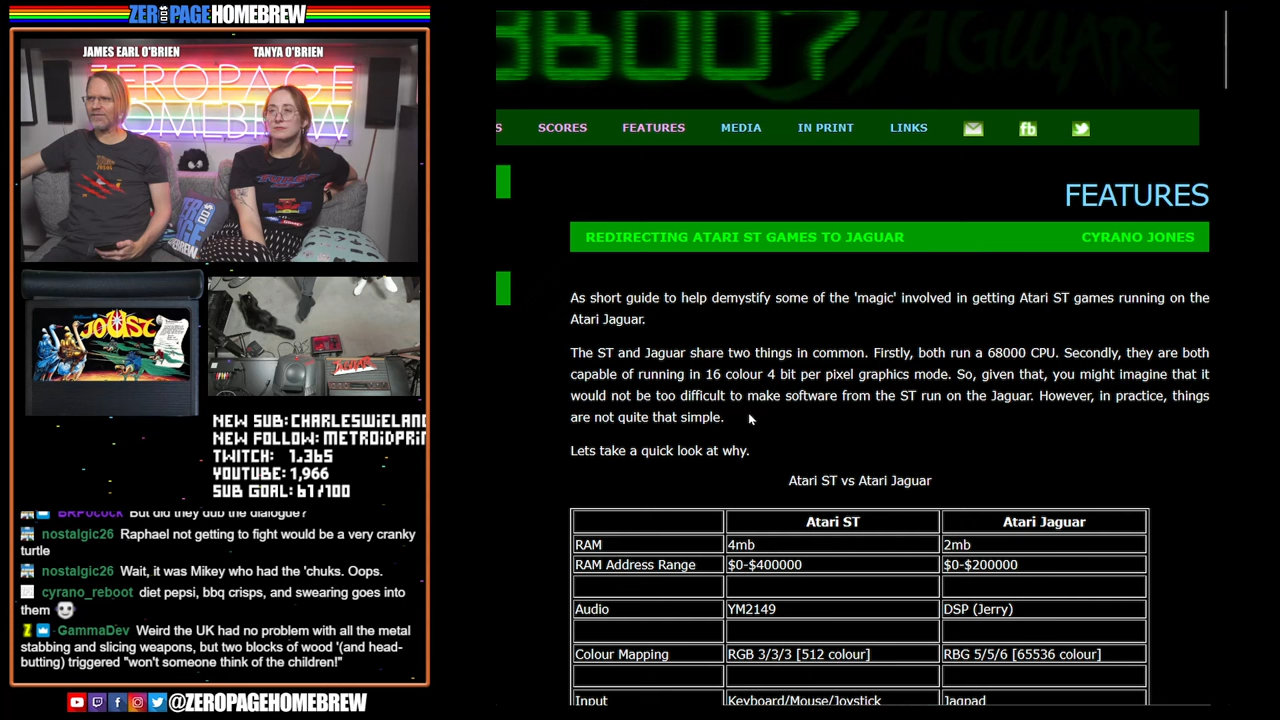 ZEROPAGE HOMEBREW
JAMES EARL O'BRIEN
TANYA O'BRIEN
ZEROPAGE
HOMEBREW
JOUST
JAGUAR
NEW SUB: CHARLESWIELAND
NEW FOLLOW: METROIDPRI
TWITCH: 1,365
YOUTUBE: 1,966
SUB GOAL: 67/100
BRPocock But did they dub the dialogue?
nostalgic26 Raphael not getting to fight would be a very cranky
turtle
nostalgic26 Wait, it was Mikey who had the 'chuks. Oops.
cyrano_reboot diet pepsi, bbq crisps, and swearing goes into
them
GammaDev Weird the UK had no problem with all the metal
stabbing and slicing weapons, but two blocks of wood '(and head-
butting) triggered "won't someone think of the children!"
@ZEROPAGEHOMEBREW
S SCORES FEATURES MEDIA IN PRINT LINKS fb
FEATURES
REDIRECTING ATARI ST GAMES TO JAGUAR CYRANO JONES
As short guide to help demystify some of the 'magic' involved in getting Atari ST games running on the
Atari Jaguar.
The ST and Jaguar share two things in common. Firstly, both run a 68000 CPU. Secondly, they are both
capable of running in 16 colour 4 bit per pixel graphics mode. So, given that, you might imagine that it
would not be too difficult to make software from the ST run on the Jaguar. However, in practice, things
are not quite that simple.
Lets take a quick look at why.
Atari ST vs Atari Jaguar
Atari ST Atari Jaguar
RAM 4mb 2mb
RAM Address Range $0-$400000 $0-$200000
Audio YM2149 DSP (Jerry)
Colour Mapping RGB 3/3/3 [512 colour] RBG 5/5/6 [65536 colour]
Input Keyboard/Mouse/Joystick Jagpad